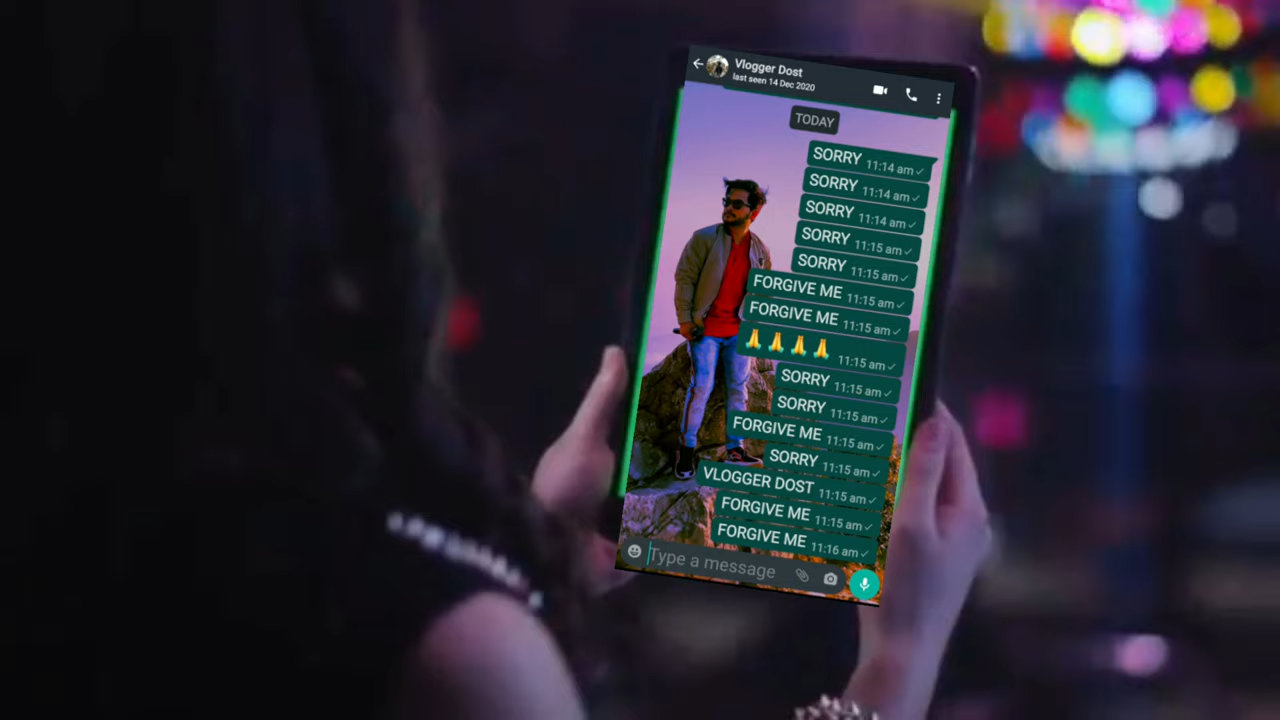 Vlogger Dost
last seen 14 Dec 2020
TODAY
SORRY 11:14 am
SORRY 11:14 am
SORRY 11:14 am
SORRY 11:15 am
SORRY 11:15 am
FORGIVE ME 11:15 am
FORGIVE ME 11:15 am
🙏🙏🙏🙏 11:15 am
SORRY 11:15 am
SORRY 11:15 am
FORGIVE ME 11:15 am
SORRY 11:15 am
VLOGGER DOST 11:15 am
FORGIVE ME 11:15 am
FORGIVE ME 11:16 am
Type a message